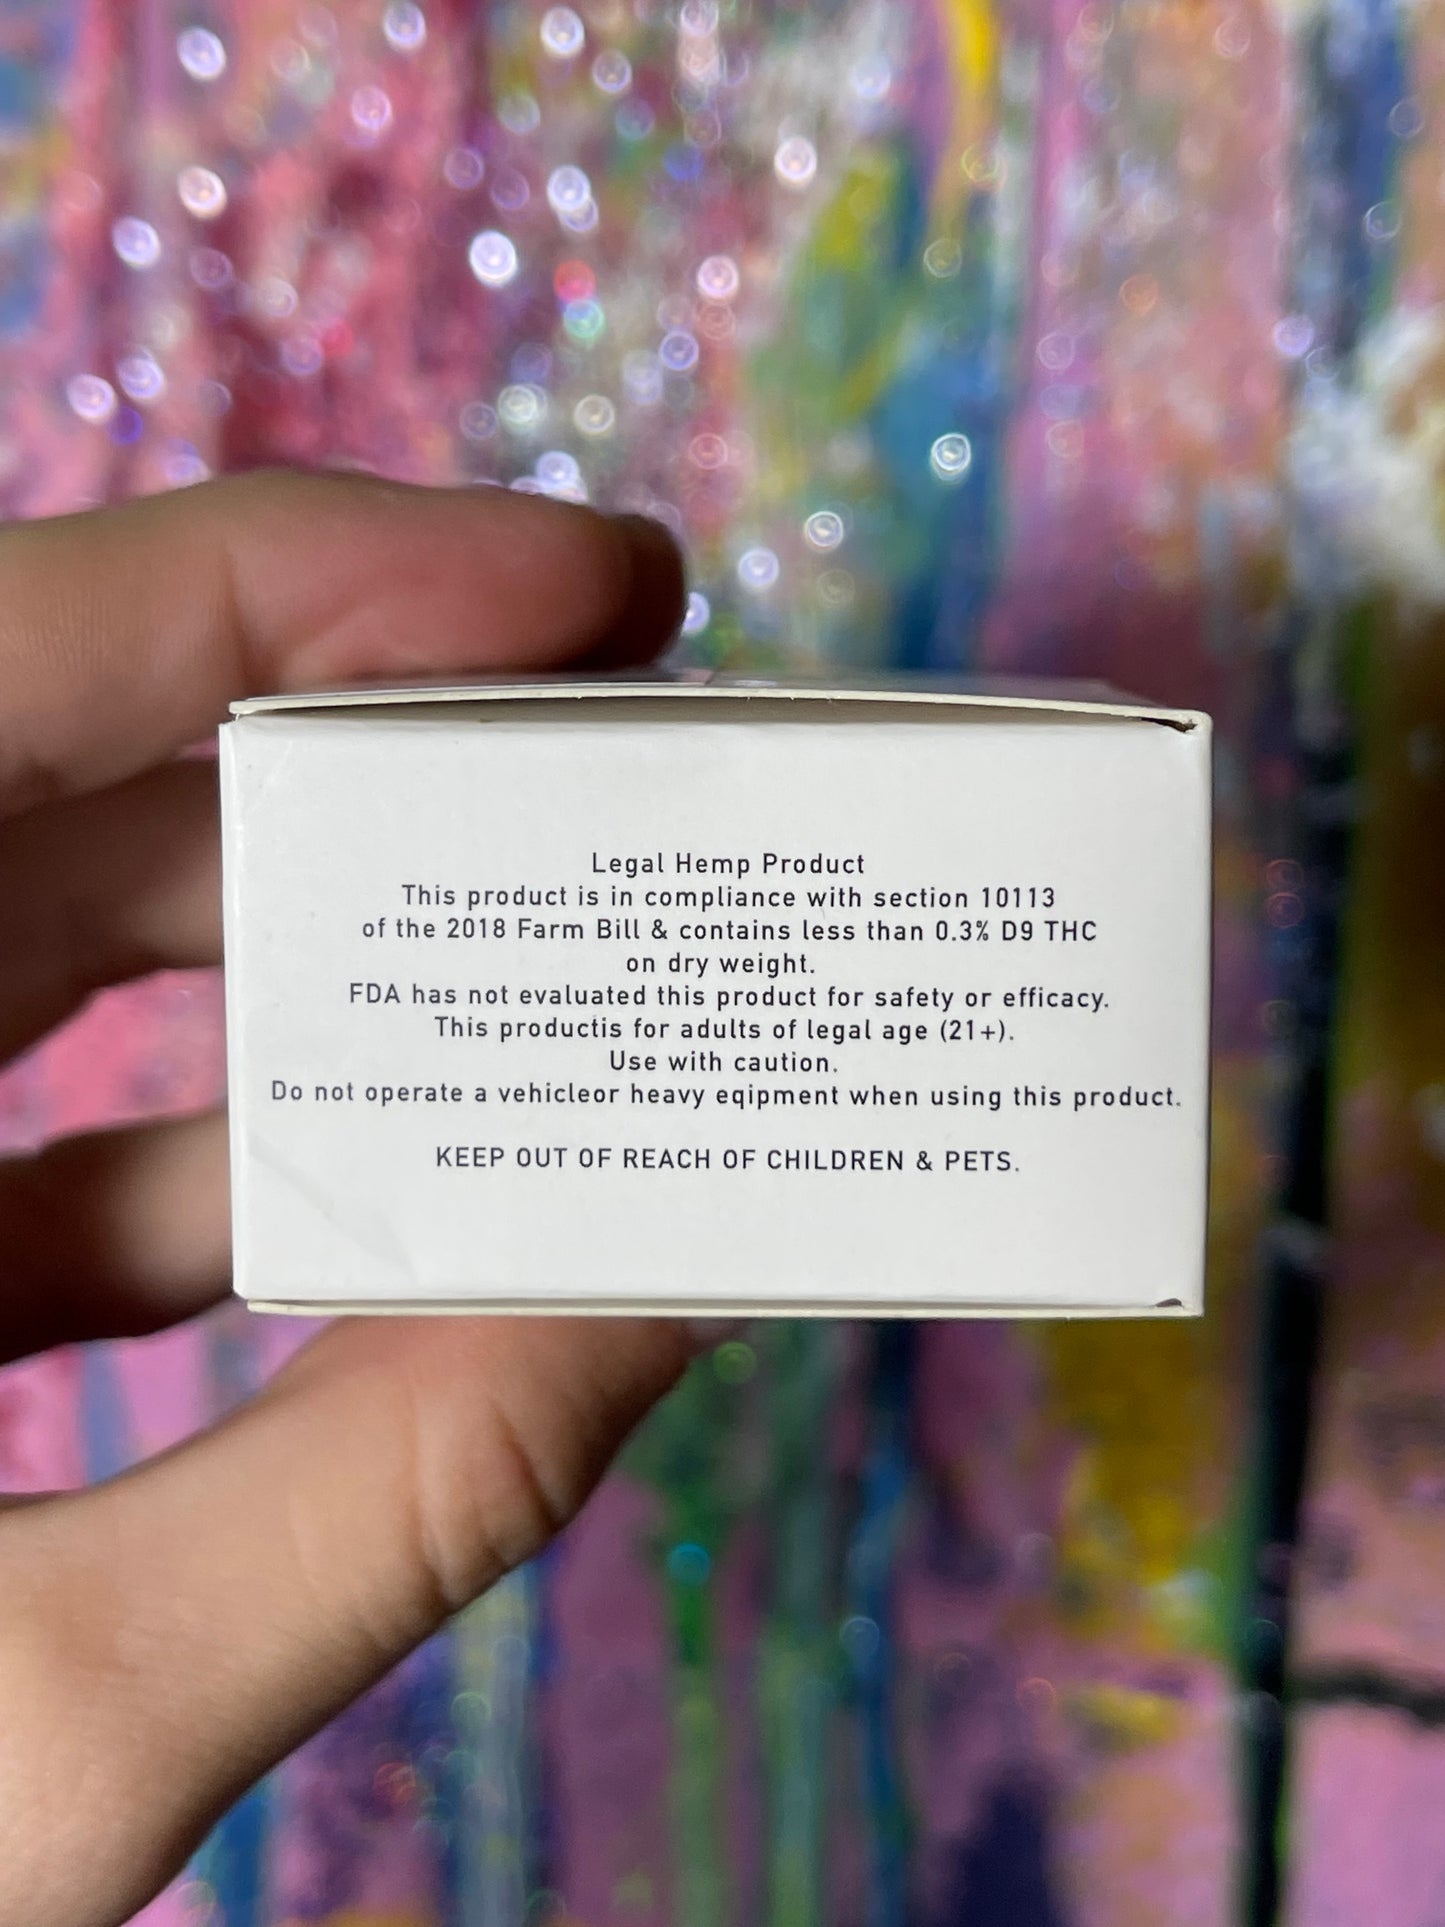 Legal Hemp Product
This product is in compliance with section 10113
of the 2018 Farm Bill & contains less than 0.3% D9 THC
on dry weight.
FDA has not evaluated this product for safety or efficacy.
This productis for adults of legal age (21+).
Use with caution.
Do not operate a vehicleor heavy eqipment when using this product.
KEEP OUT OF REACH OF CHILDREN & PETS.